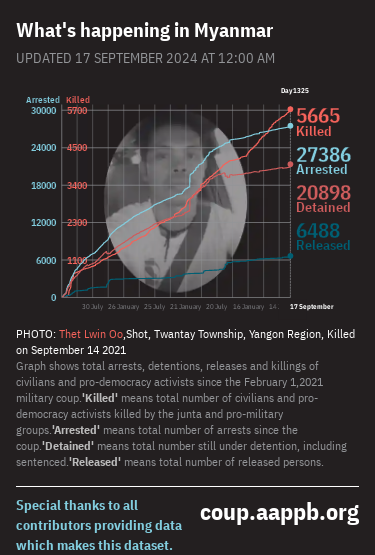 What's happening in Myanmar
UPDATED 17 SEPTEMBER 2024 AT 12:00 AM
Day1325
Arrested Killed
30000 5700
24000 4500
18000 3400
12000 2300
6000 1100
0
5665
Killed
27386
Arrested
20898
Detained
6488
Released
30 July 26 January 25 July 21 January 20 July 16 January 14. 17 September
PHOTO: Thet Lwin Oo,Shot, Twantay Township, Yangon Region, Killed
on September 14 2021
Graph shows total arrests, detentions, releases and killings of
civilians and pro-democracy activists since the February 1,2021
military coup.'Killed' means total number of civilians and pro-
democracy activists killed by the junta and pro-military
groups.'Arrested' means total number of arrests since the
coup.'Detained' means total number still under detention, including
sentenced.'Released' means total number of released persons.
Special thanks to all
contributors providing data
which makes this dataset.
coup.aappb.org